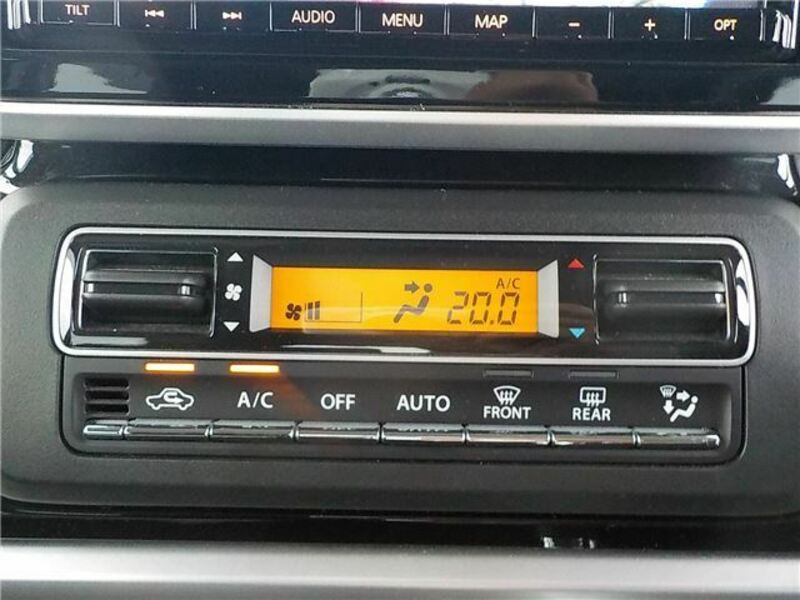 TILT AUDIO MENU MAP - + OPT
A/C
20.0
A/C OFF AUTO FRONT REAR